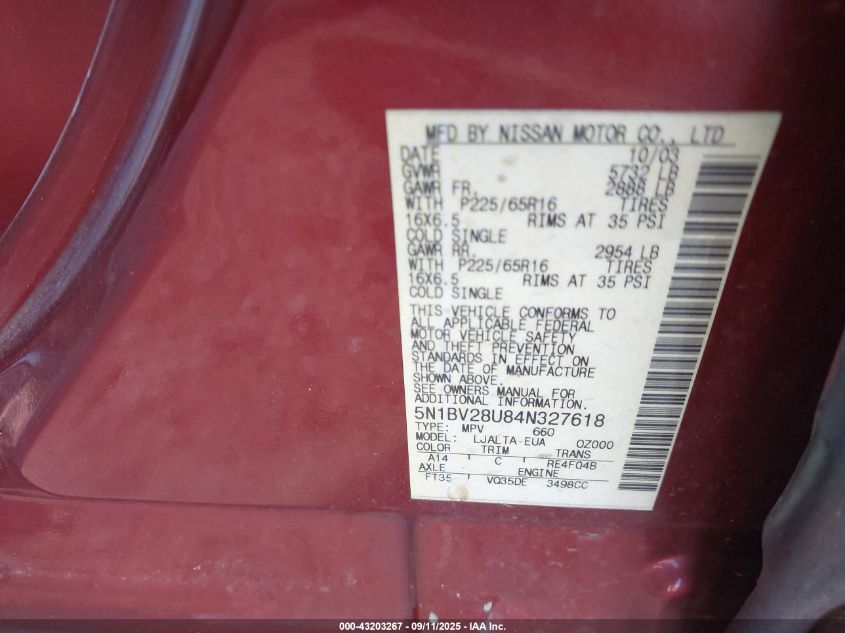 MFD BY NISSAN MOTOR CO., LTD
DATE 10/03
GVWR 5732 LB
GAWR FR. 2888 LB
WITH P225/65R16 TIRES
16X6.5 RIMS AT 35 PSI
COLD SINGLE
GAWR RR. 2954 LB
WITH P225/65R16 TIRES
16X6.5 RIMS AT 35 PSI
COLD SINGLE
THIS VEHICLE CONFORMS TO
ALL APPLICABLE FEDERAL
MOTOR VEHICLE SAFETY
AND THEFT PREVENTION
STANDARDS IN EFFECT ON
THE DATE OF MANUFACTURE
SHOWN ABOVE.
SEE OWNERS MANUAL FOR
ADDITIONAL INFORMATION
5N1BV28U84N327618
TYPE: MPV 660
MODEL: LJALTA-EUA 0Z000
COLOR TRIM TRANS
A14 C RE4F04B
AXLE ENGINE
FT35 VQ35DE 3498CC
000-43203267 - 09/11/2025 - IAA Inc.